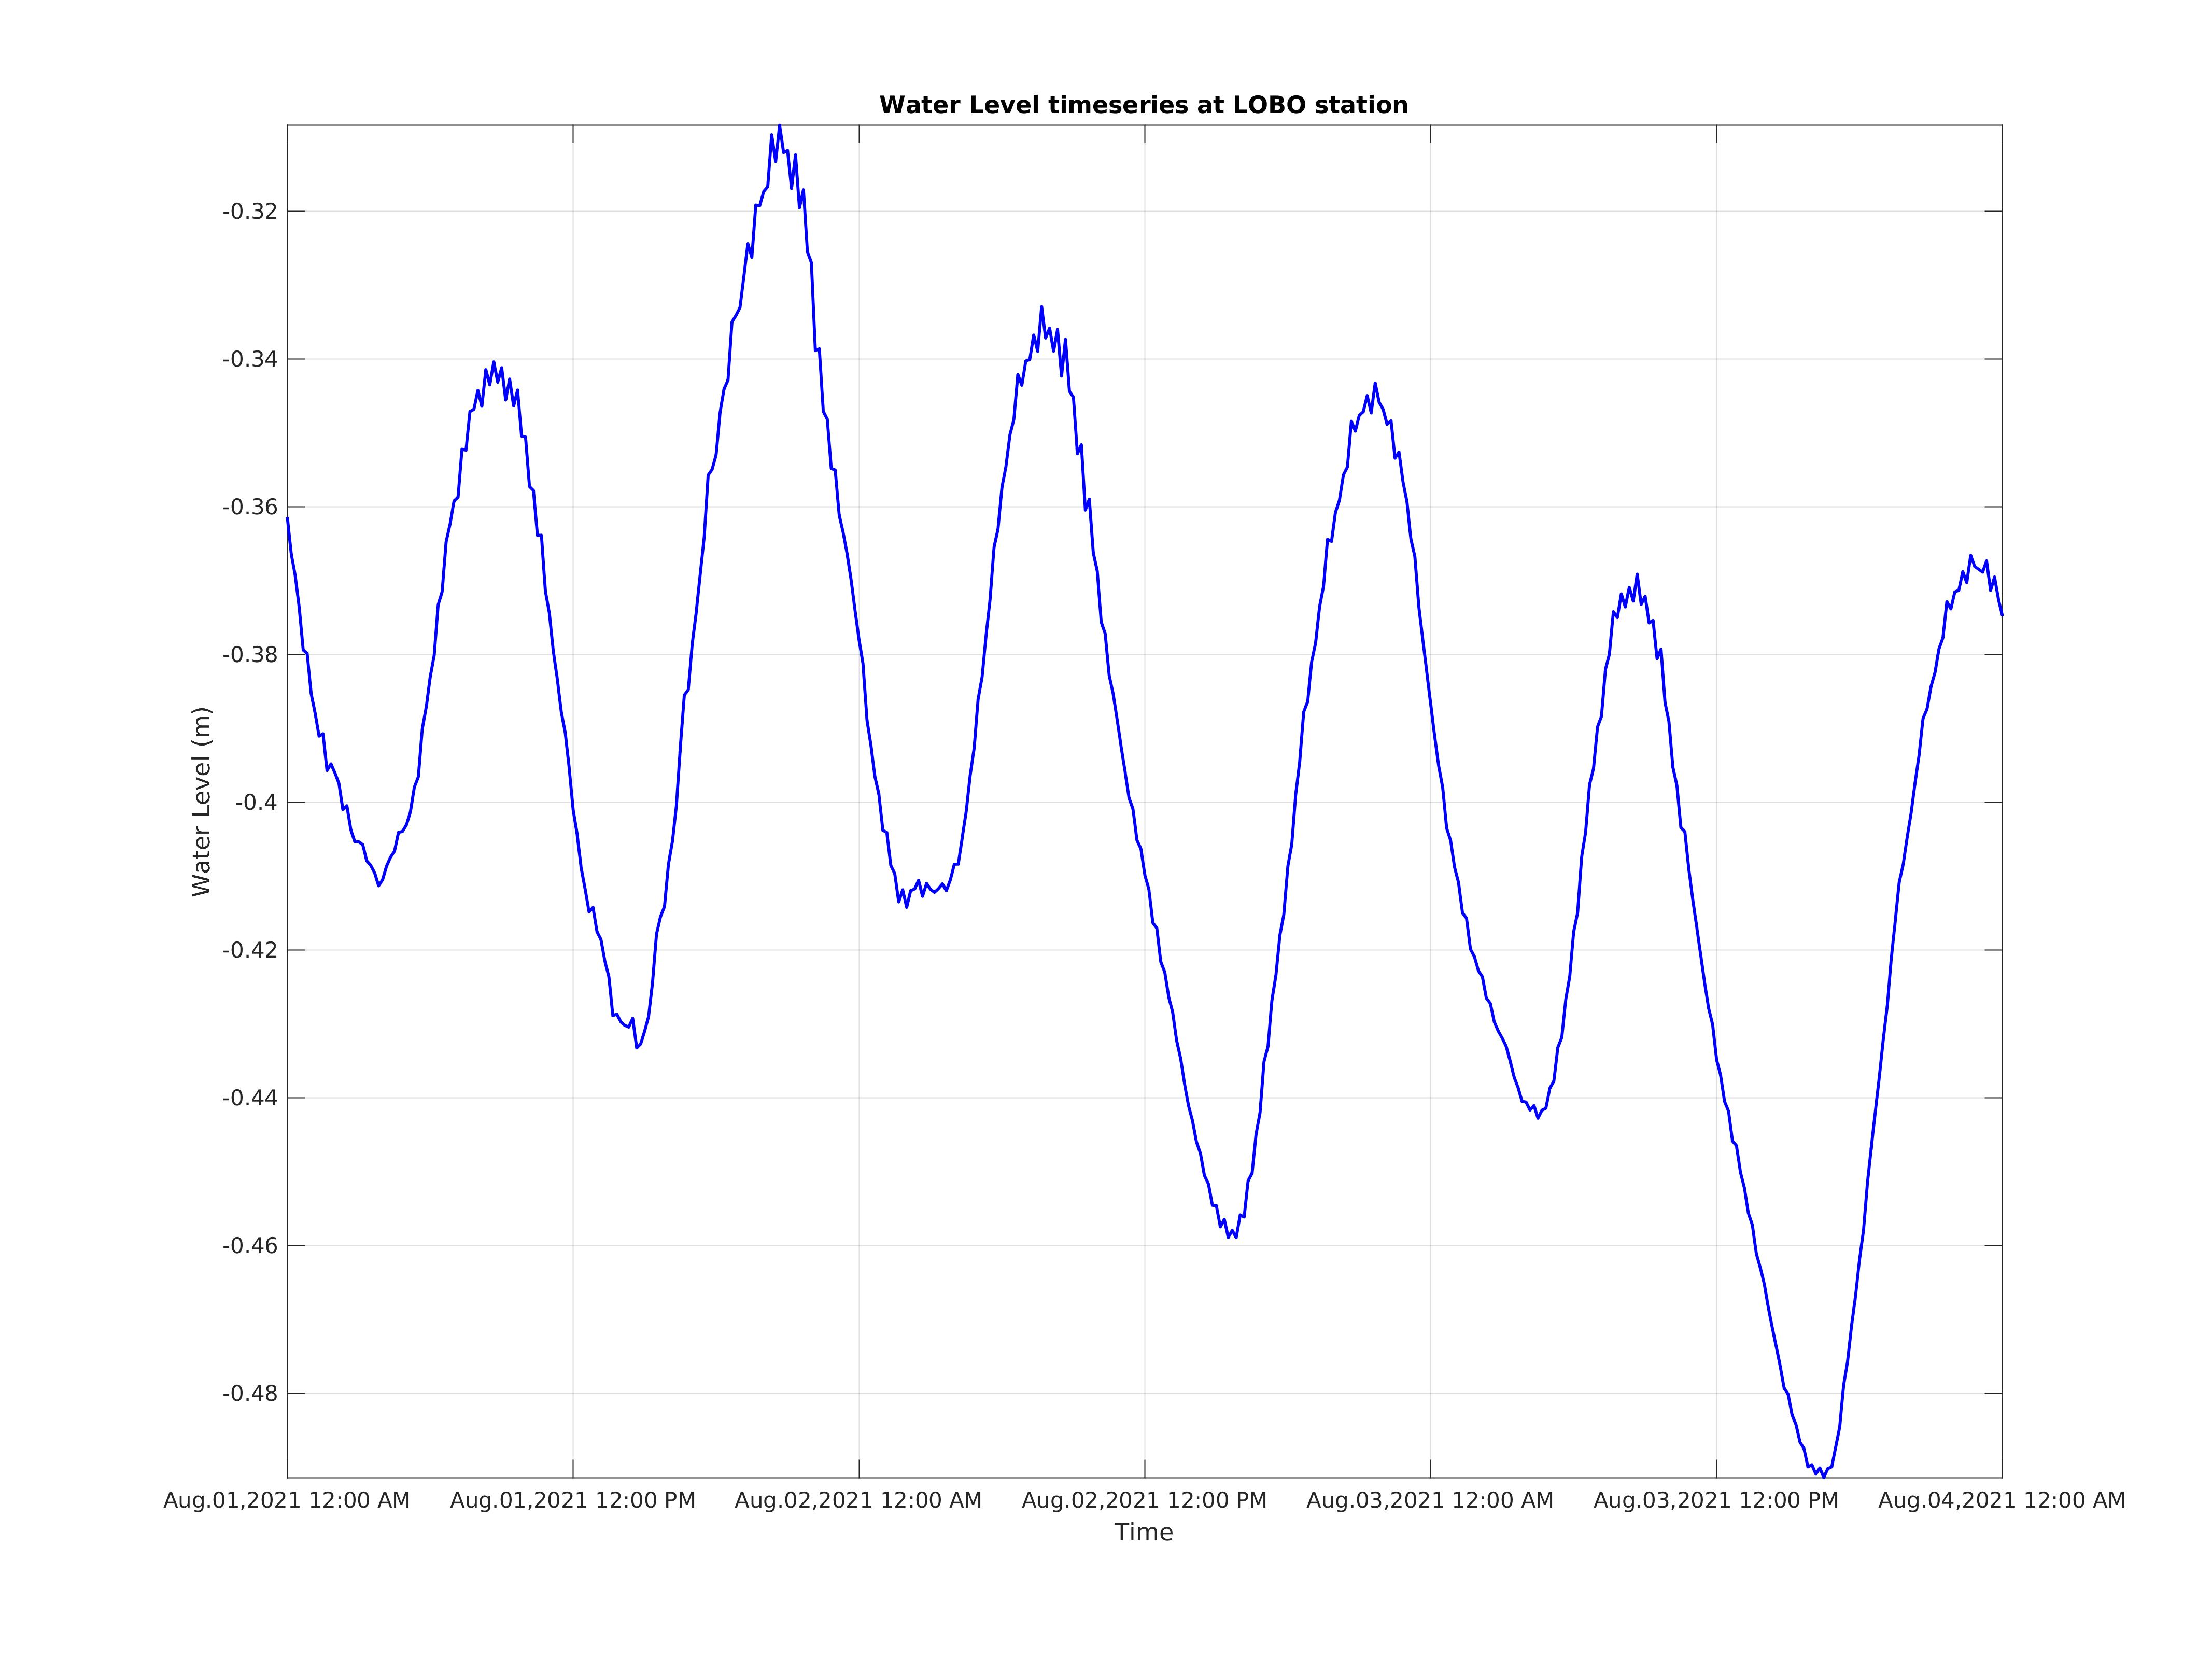 Water Level timeseries at LOBO station
-0.32
-0.34
-0.36
-0.38
-0.4
-0.42
-0.44
-0.46
-0.48
Water Level (m)
Aug.01,2021 12:00 AM Aug.01,2021 12:00 PM Aug.02,2021 12:00 AM Aug.02,2021 12:00 PM Aug.03,2021 12:00 AM Aug.03,2021 12:00 PM Aug.04,2021 12:00 AM
Time